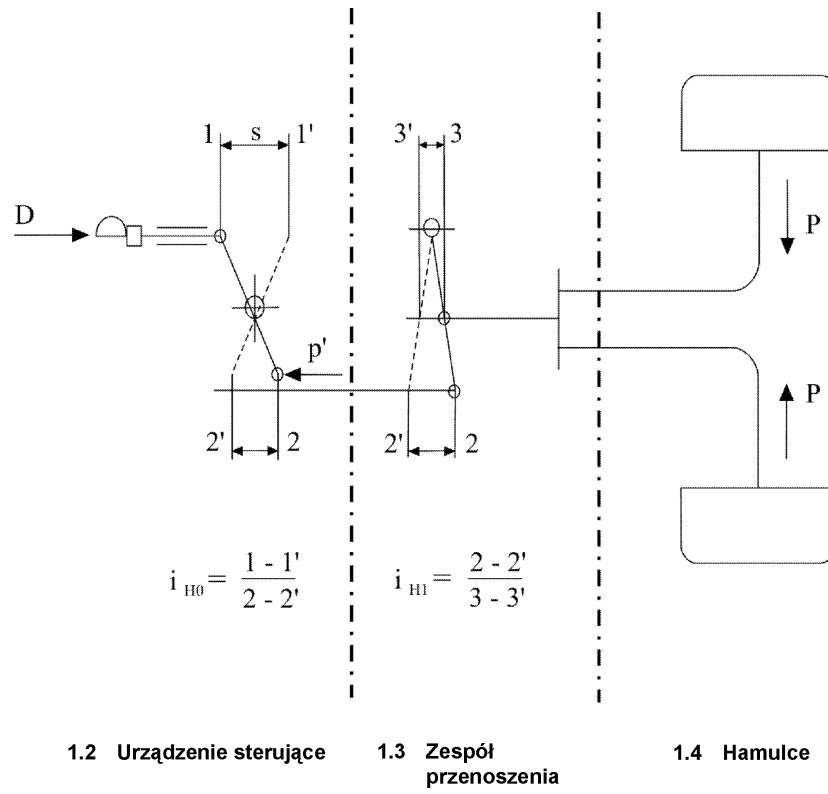 1 s 1' 3' 3
D
P
p'
P
2' 2 2' 2
i H0 = 1 - 1' / 2 - 2'
i H1 = 2 - 2' / 3 - 3'
1.2 Urządzenie sterujące
1.3 Zespół
przenoszenia
1.4 Hamulce